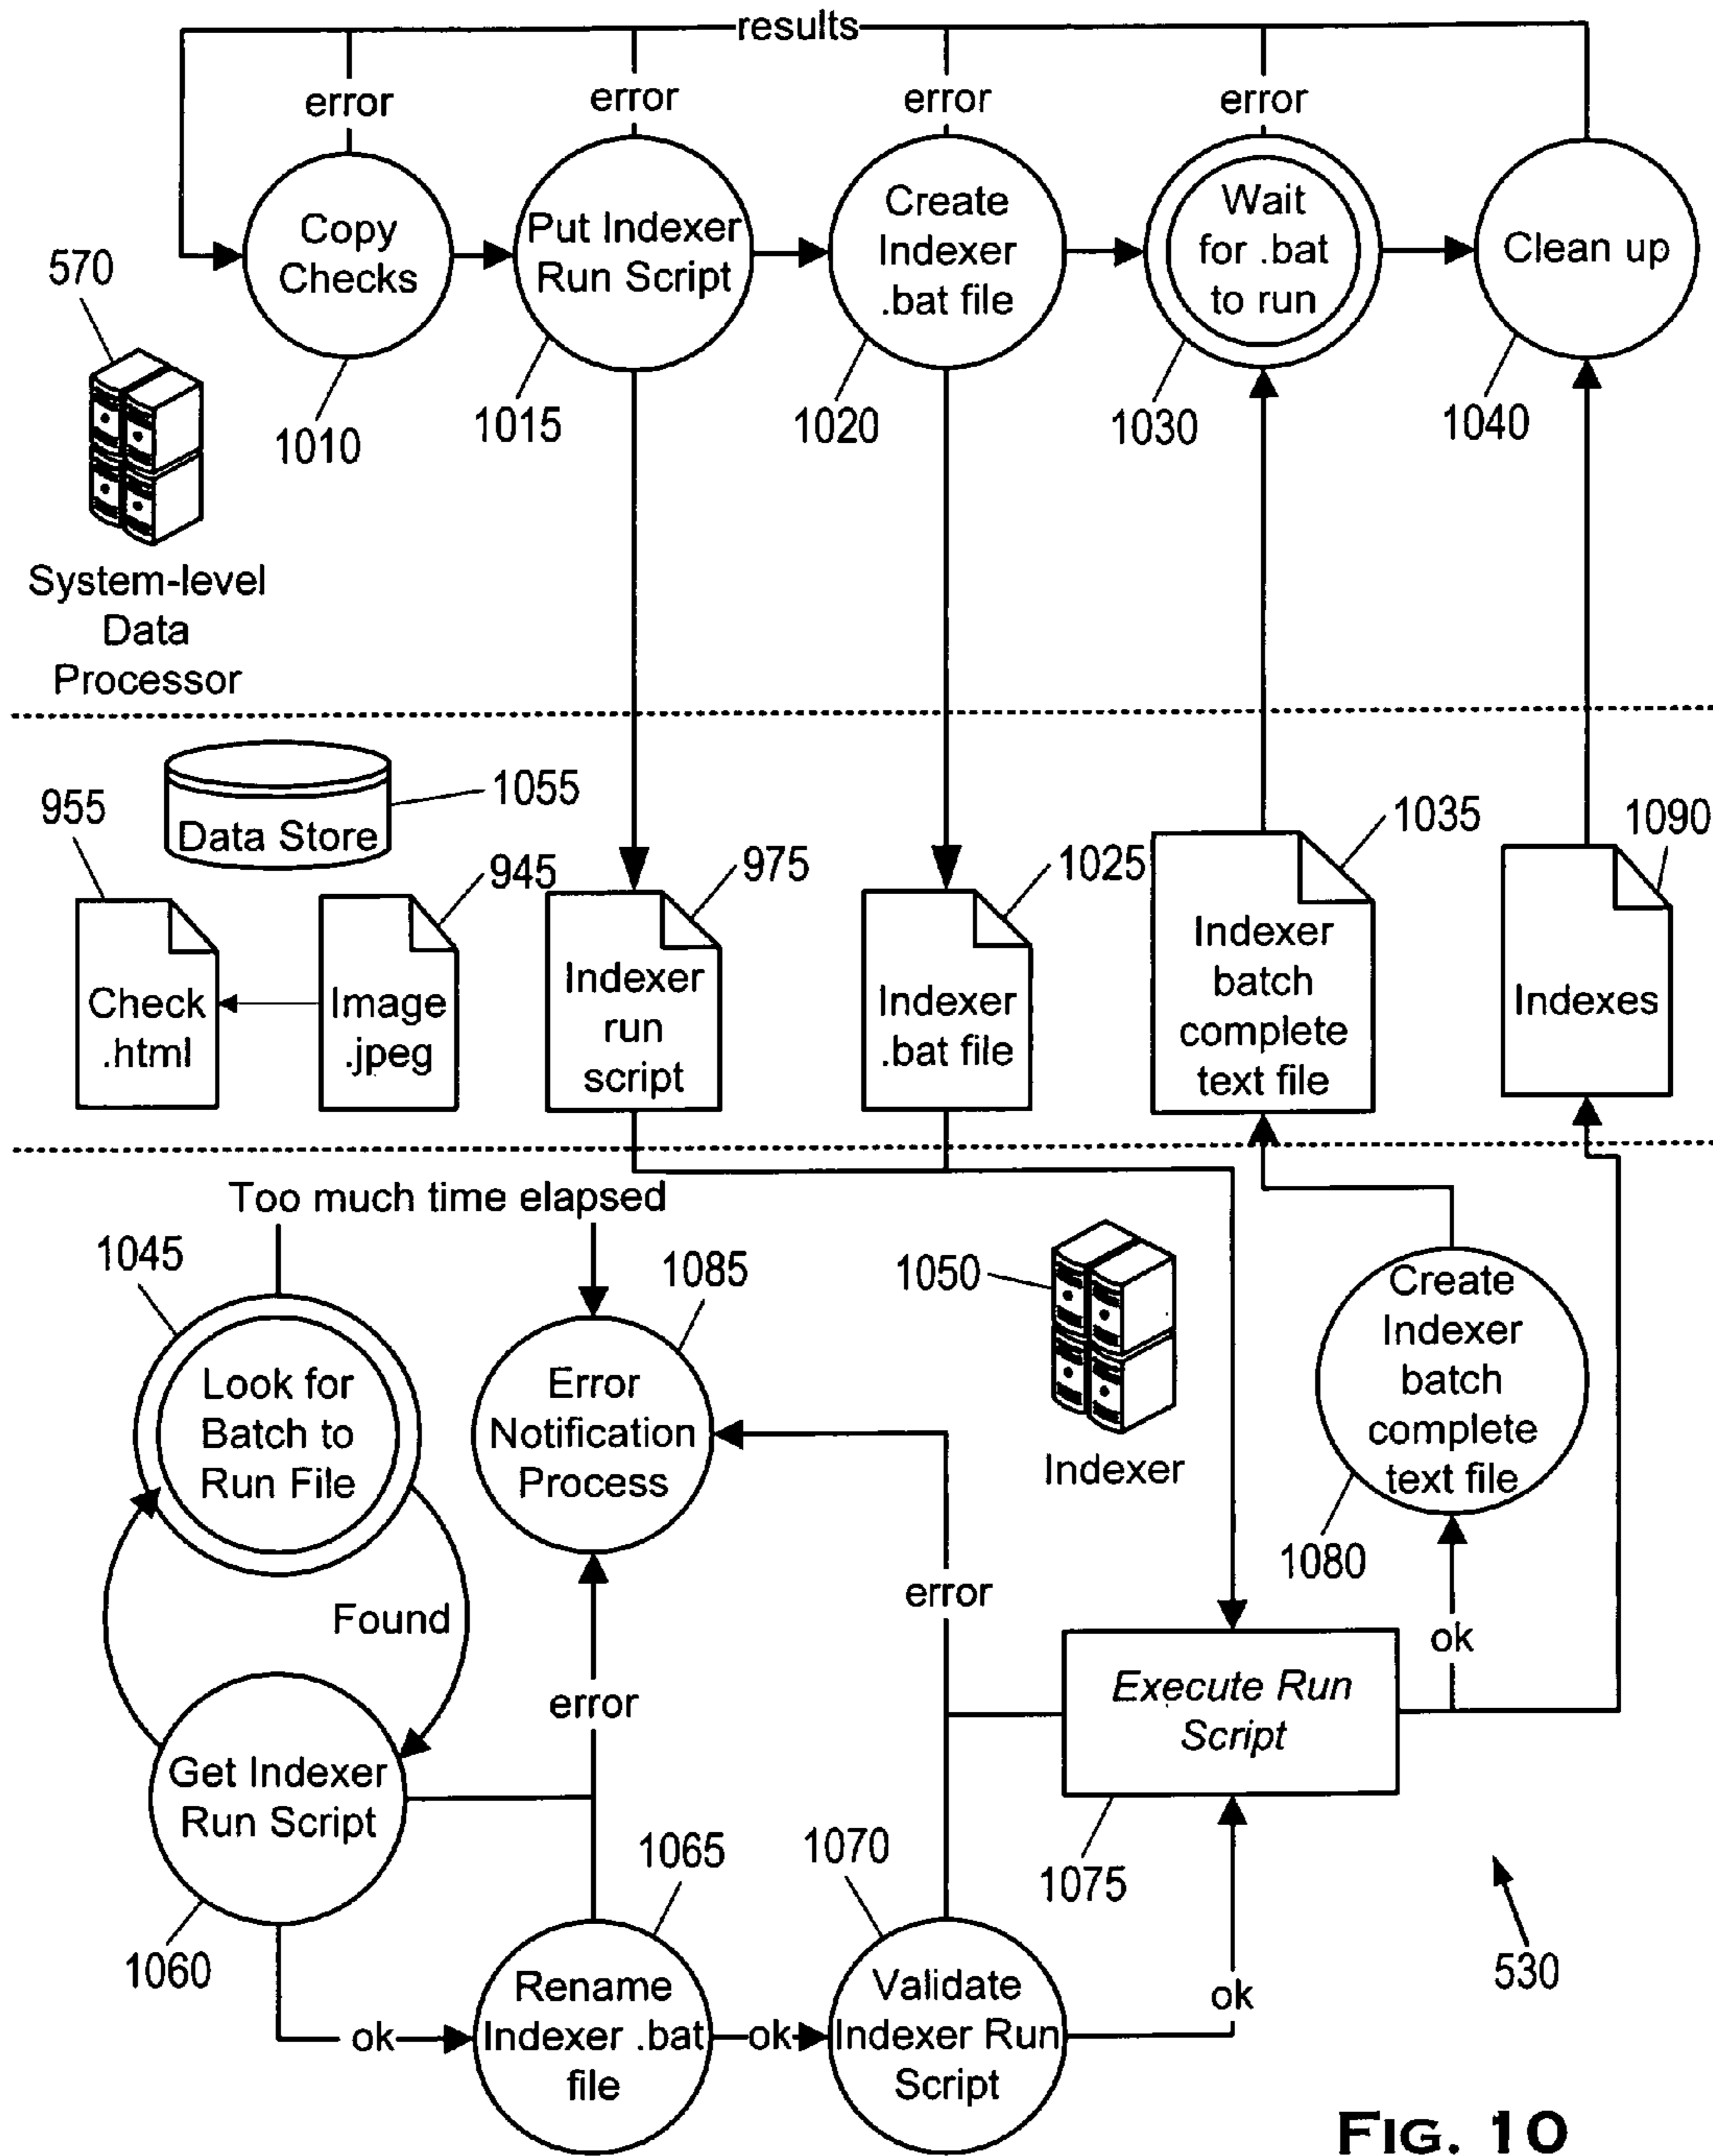 results
error
error
error
error
Copy
Checks
Put Indexer
Run Script
Create
Indexer
.bat file
Wait
for .bat
to run
Clean up
570
1010
1015
1020
1030
1040
System-level
Data
Processor
Data Store
1055
955
945
975
1025
1035
1090
Check
.html
Image
.jpeg
Indexer
run
script
Indexer
.bat file
Indexer
batch
complete
text file
Indexes
Too much time elapsed
1045
1085
1050
Look for
Batch to
Run File
Error
Notification
Process
Indexer
Create
Indexer
batch
complete
text file
1080
Found
error
error
ok
Execute Run
Script
Get Indexer
Run Script
1060
1065
1070
1075
ok
Rename
Indexer .bat
file
ok
Validate
Indexer Run
Script
ok
530
FIG. 10